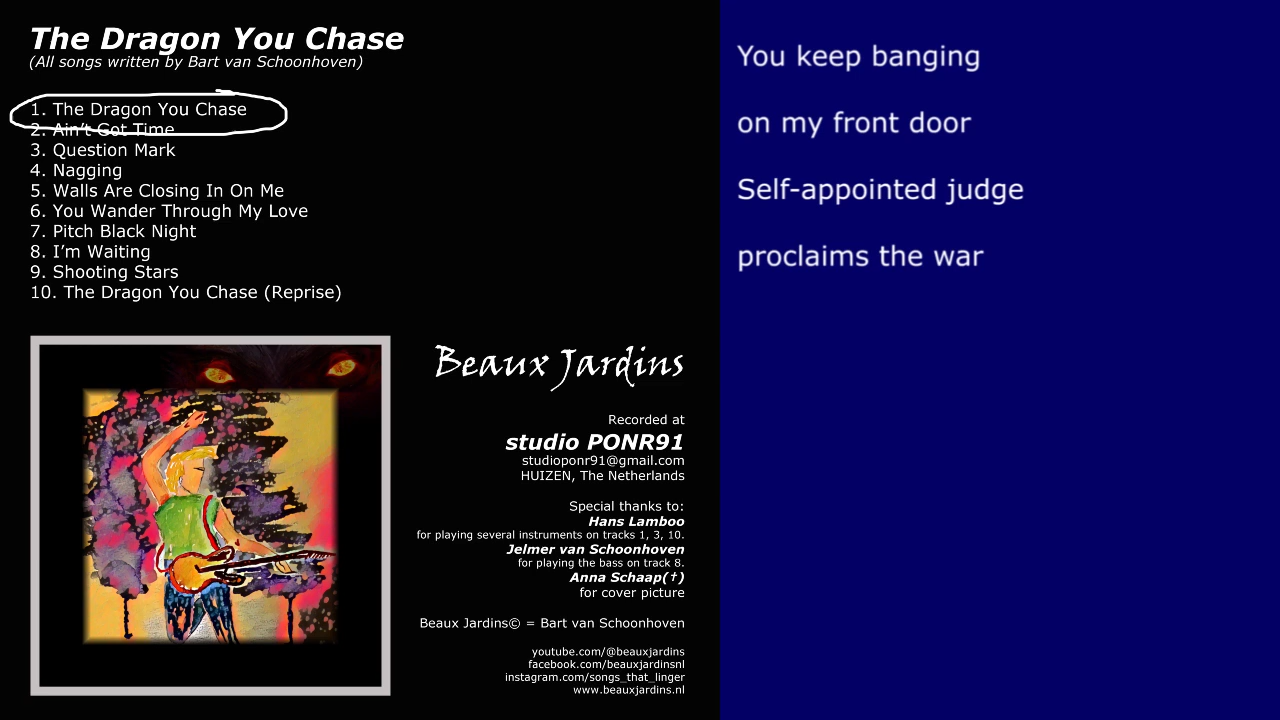 The Dragon You Chase
(All songs written by Bart van Schoonhoven)
1. The Dragon You Chase
2. Ain't Got Time
3. Question Mark
4. Nagging
5. Walls Are Closing In On Me
6. You Wander Through My Love
7. Pitch Black Night
8. I'm Waiting
9. Shooting Stars
10. The Dragon You Chase (Reprise)
Beaux Jardins
Recorded at
studio PONR91
studioponr91@gmail.com
HUIZEN, The Netherlands
Special thanks to:
Hans Lamboo
for playing several instruments on tracks 1, 3, 10.
Jelmer van Schoonhoven
for playing the bass on track 8.
Anna Schaap(†)
for cover picture
Beaux Jardins© = Bart van Schoonhoven
youtube.com/@beauxjardins
facebook.com/beauxjardinsnl
instagram.com/songs_that_linger
www.beauxjardins.nl
You keep banging
on my front door
Self-appointed judge
proclaims the war